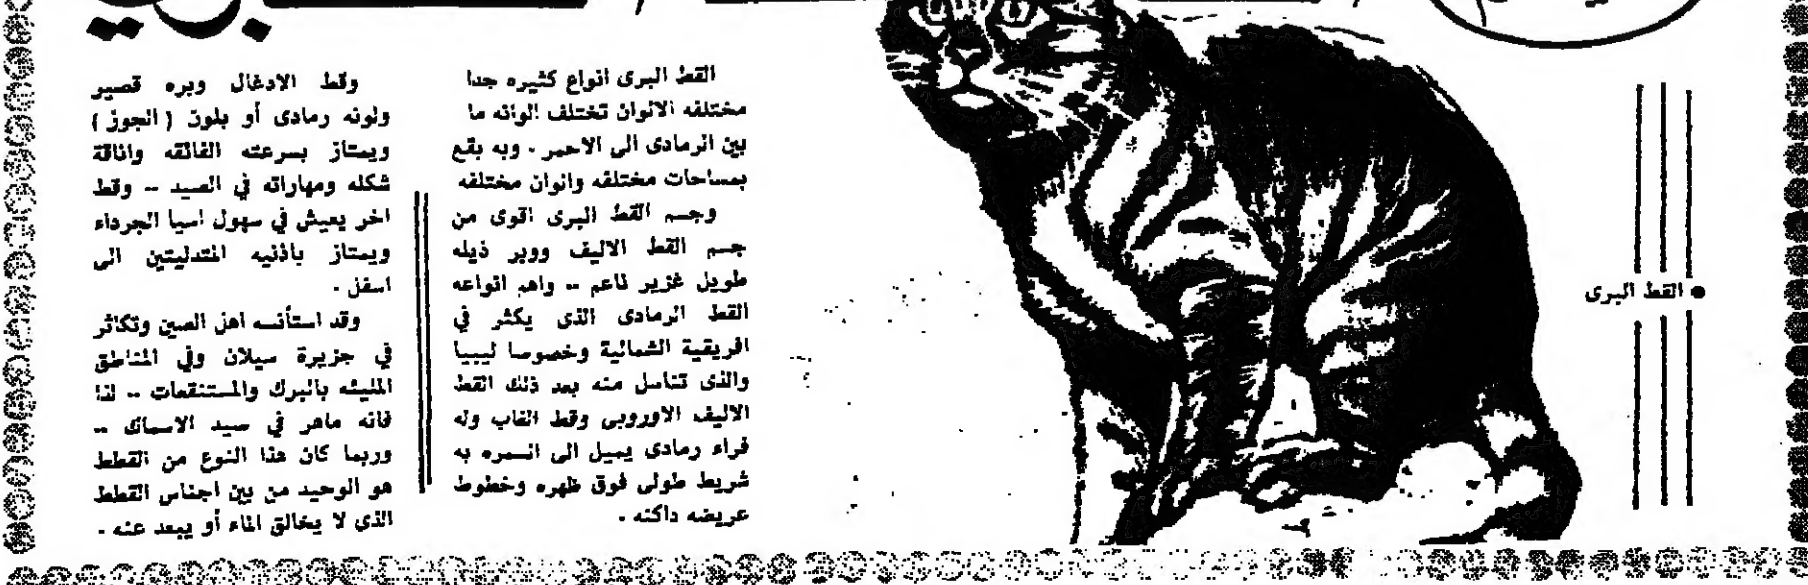 القط البرى انواع كثيره جدا
مختلفه الالوان تختلف الوانه ما
بين الرمادى الى الاحمر . وبه بقع
بمساحات مختلفه والوان مختلفه
وجسم القط البرى اقوى من
جسم القط الاليف ووبر ذيله
طويل غزير ناعم .. واهم انواعه
القط الرمادى الذى يكثر في
افريقية الشمالية وخصوصا ليبيا
والذى تناسل منه بعد ذلك القط
الاليف الاوروبى وقط الغاب وله
فراء رمادى يميل الى السمره به
شريط طولى فوق ظهره وخطوط
عريضه داكنه .
وقط الادغال وبره قصير
ولونه رمادى أو بلون ( الجوز )
ويمتاز بسرعته الفائقه واناقة
شكله ومهاراته في الصيد .. وقط
اخر يعيش في سهول اسيا الجرداء
ويمتاز باذنيه المتدليتين الى
اسفل .
وقد استأنسه اهل الصين وتكاثر
في جزيرة سيلان وفي المناطق
المليئه بالبرك والمستنقعات .. لذا
فانه ماهر في صيد الاسماك ..
وربما كان هذا النوع من القطط
هو الوحيد من بين اجناس القطط
الذى لا يخالق الماء أو يبعد عنه .
● القط البرى